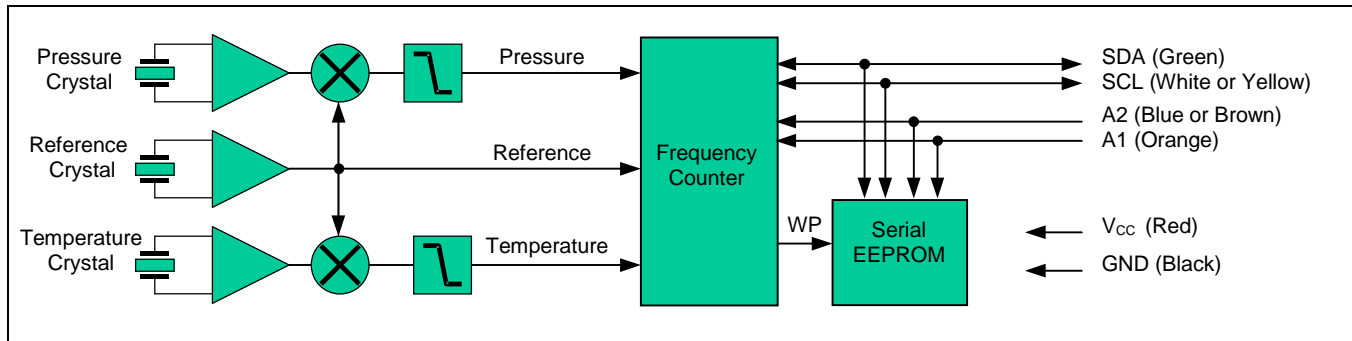 Pressure
Crystal
Pressure
Reference
Crystal
Reference
Temperature
Crystal
Temperature
Frequency
Counter
WP
Serial
EEPROM
SDA (Green)
SCL (White or Yellow)
A2 (Blue or Brown)
A1 (Orange)
VCC (Red)
GND (Black)